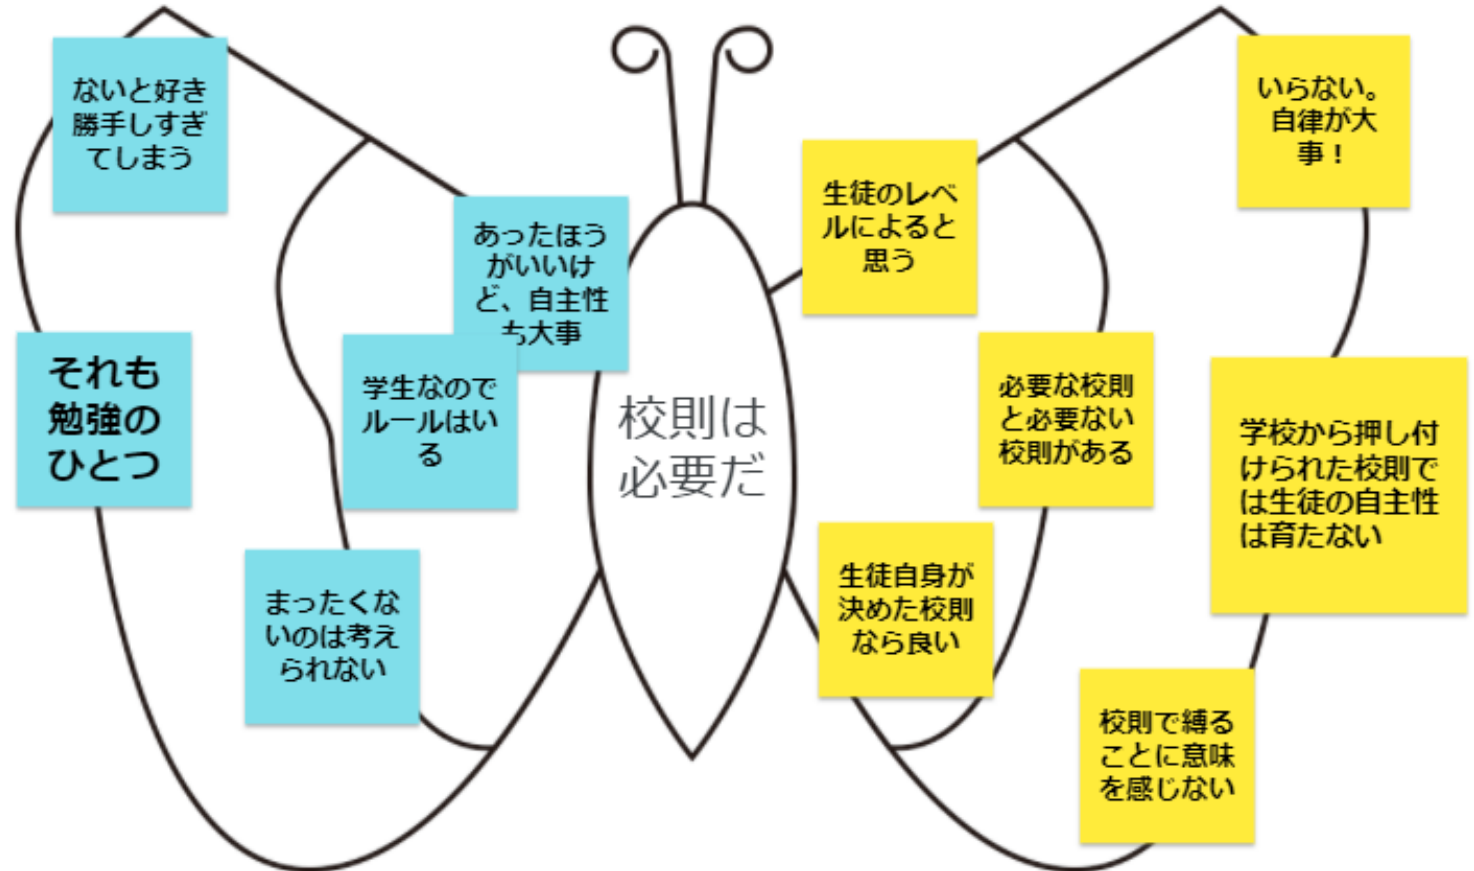 ないと好き
勝手しすぎ
てしまう
あったほう
がいいけ
ど、自主性
も大事
それも
勉強の
ひとつ
学生なので
ルールはい
る
まったくな
いのは考え
られない
校則は
必要だ
生徒のレベ
ルによると
思う
いらない。
自律が大
事！
必要な校則
と必要ない
校則がある
学校から押し付
けられた校則で
は生徒の自主性
は育たない
生徒自身が
決めた校則
なら良い
校則で縛る
ことに意味
を感じない